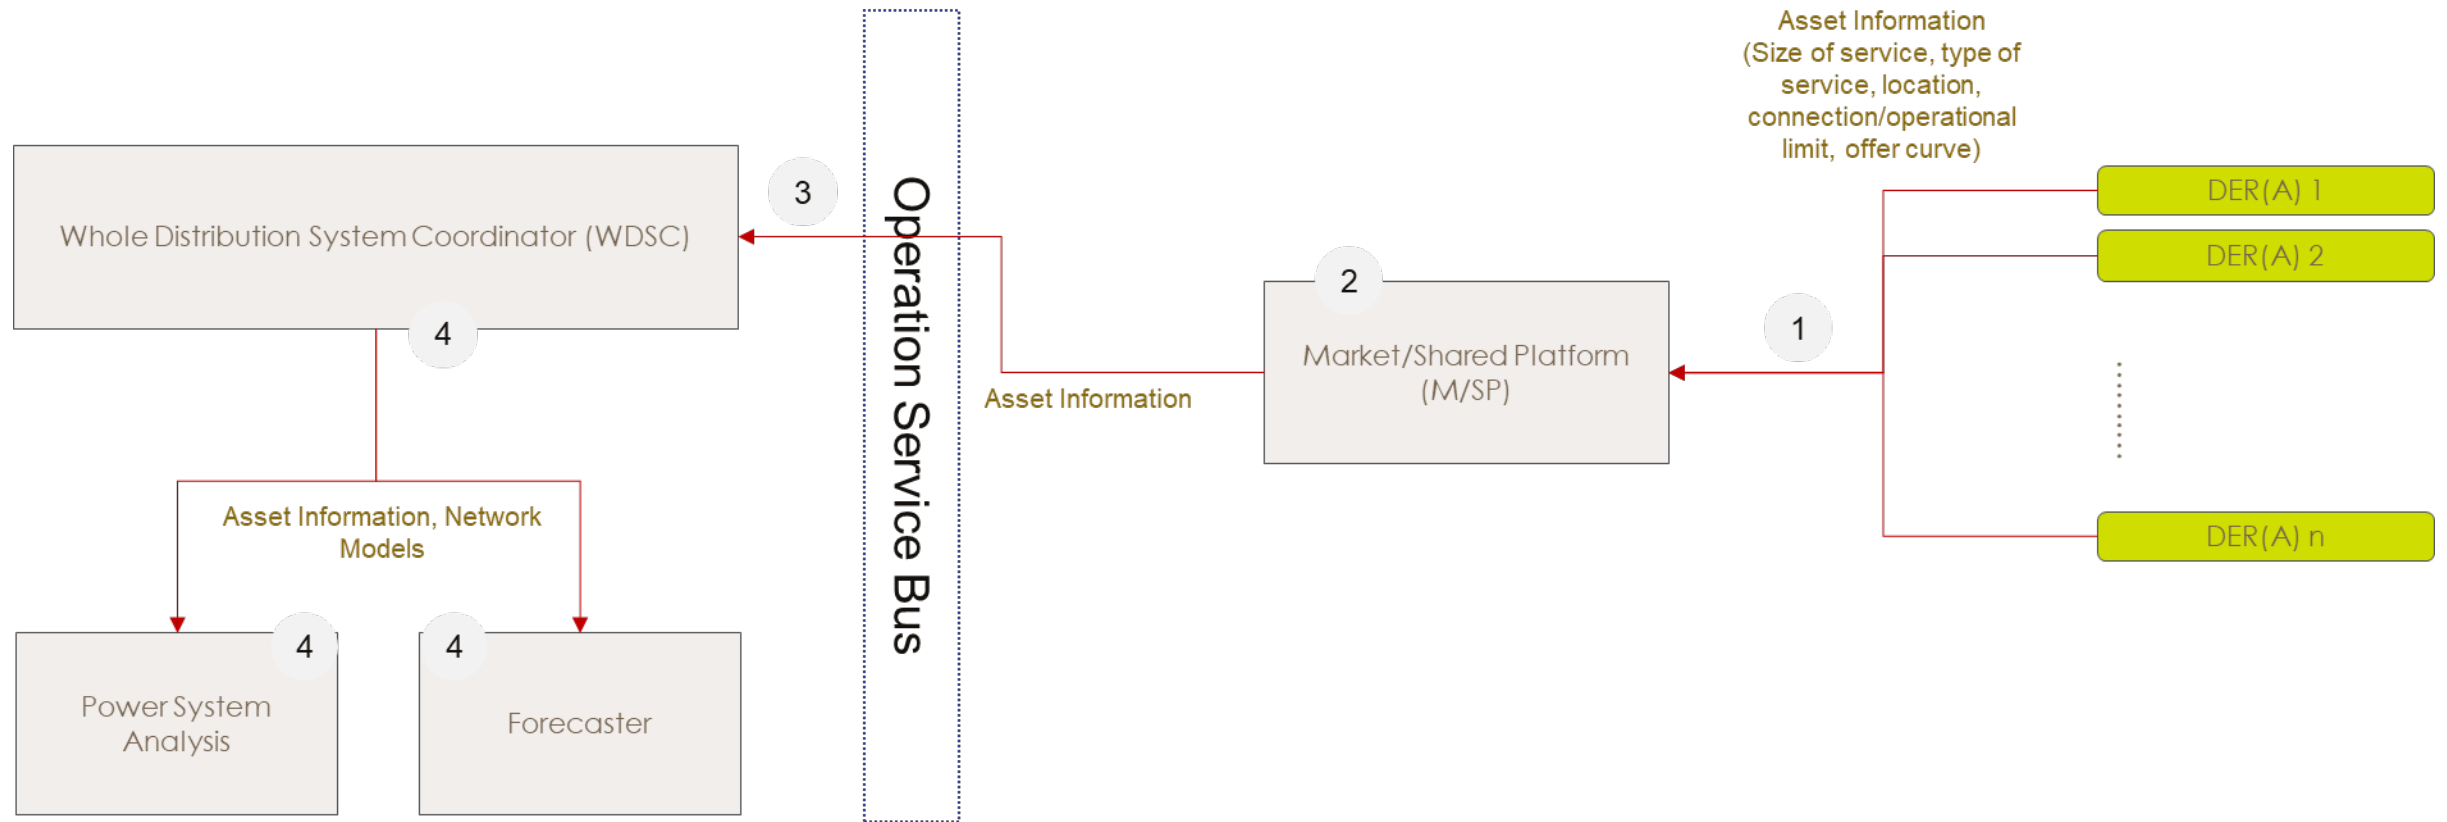 Asset Information
(Size of service, type of
service, location,
connection/operational
limit, offer curve)
DER(A) 1
DER(A) 2
DER(A) n
1
2
Market/Shared Platform
(M/SP)
Asset Information
Operation Service Bus
3
Whole Distribution System Coordinator (WDSC)
4
Asset Information, Network
Models
4
Power System
Analysis
4
Forecaster